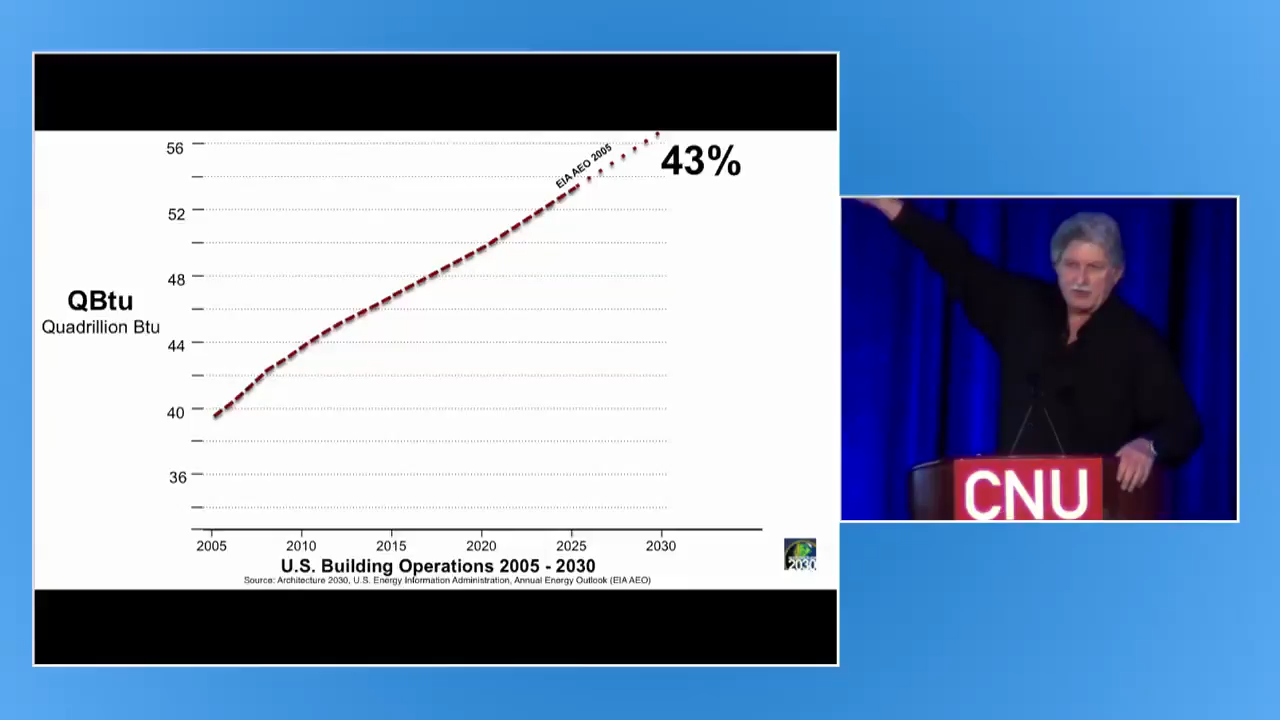 56
EIA AEO 2005
43%
52
48
QBtu
Quadrillion Btu
44
40
36
2005 2010 2015 2020 2025 2030
U.S. Building Operations 2005 - 2030
Source: Architecture 2030, U.S. Energy Information Administration, Annual Energy Outlook (EIA AEO)
2030
CNU